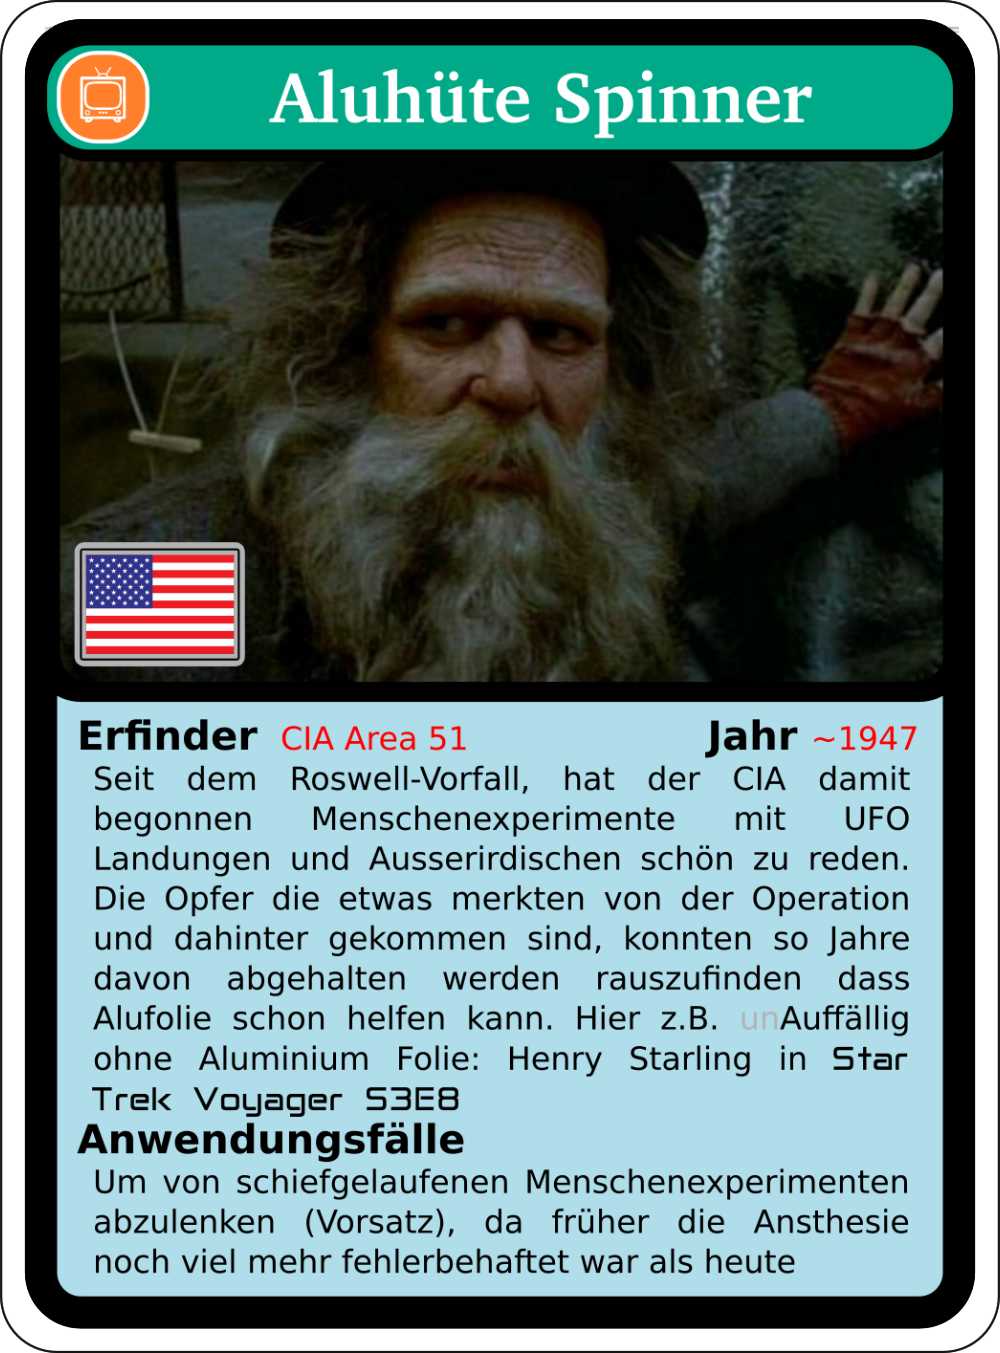 Aluhüte Spinner
Erfinder CIA Area 51 Jahr ~1947
Seit dem Roswell-Vorfall, hat der CIA damit
begonnen Menschenexperimente mit UFO
Landungen und Ausserirdischen schön zu reden.
Die Opfer die etwas merkten von der Operation
und dahinter gekommen sind, konnten so Jahre
davon abgehalten werden rauszufinden dass
Alufolie schon helfen kann. Hier z.B. unAuffällig
ohne Aluminium Folie: Henry Starling in Star
Trek Voyager S3E8
Anwendungsfälle
Um von schiefgelaufenen Menschenexperimenten
abzulenken (Vorsatz), da früher die Ansthesie
noch viel mehr fehlerbehaftet war als heute